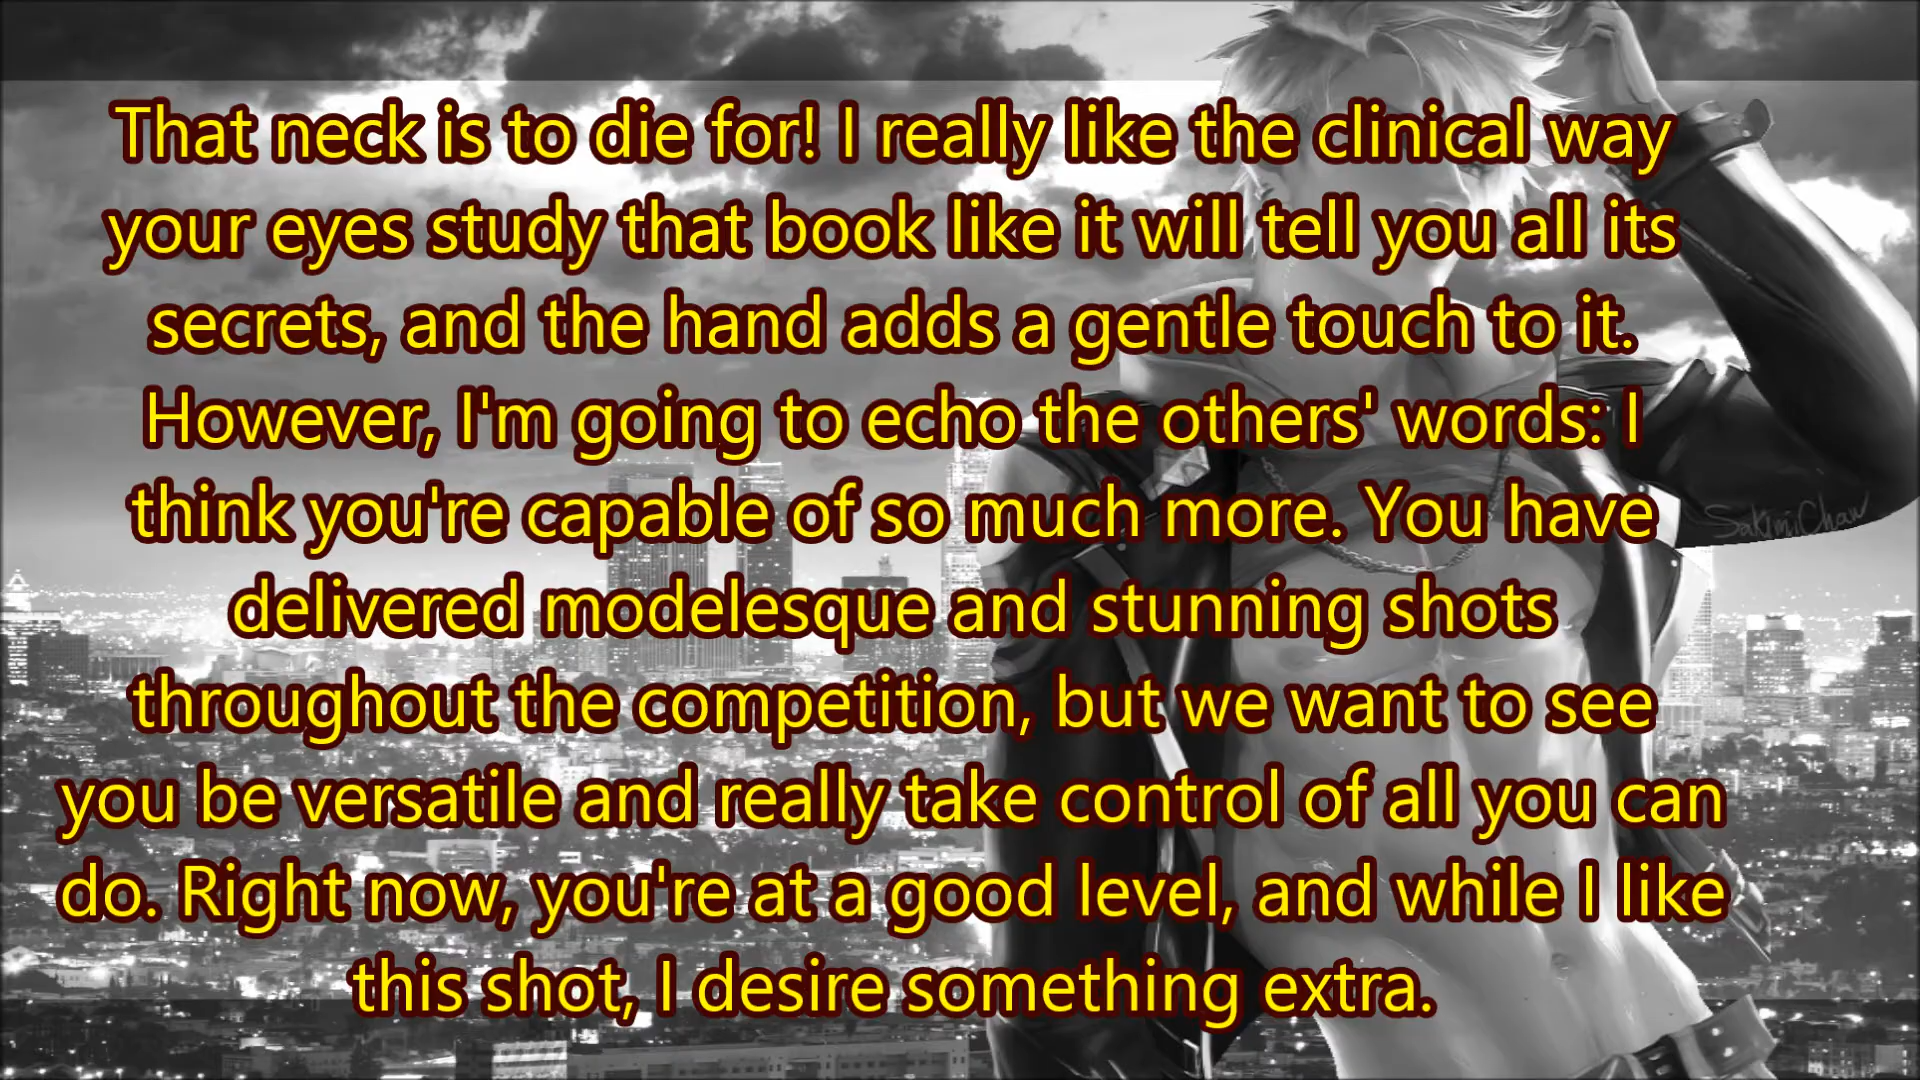 That neck is to die for! I really like the clinical way
your eyes study that book like it will tell you all its
secrets, and the hand adds a gentle touch to it.
However, I'm going to echo the others' words: I
think you're capable of so much more. You have
delivered modelesque and stunning shots
throughout the competition, but we want to see
you be versatile and really take control of all you can
do. Right now, you're at a good level, and while I like
this shot, I desire something extra.
SakimiChan